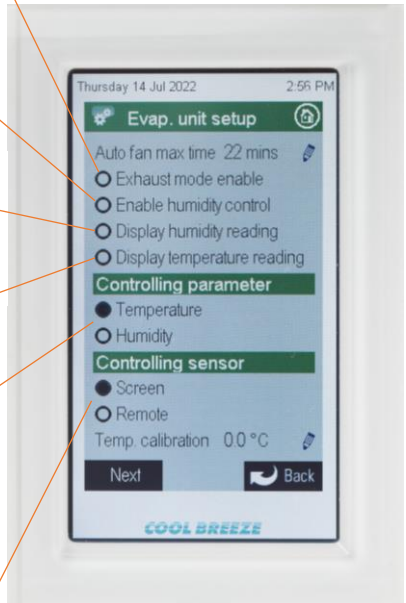 Thursday 14 Jul 2022 2:56 PM
Evap. unit setup
Auto fan max time 22 mins
Exhaust mode enable
Enable humidity control
Display humidity reading
Display temperature reading
Controlling parameter
Temperature
Humidity
Controlling sensor
Screen
Remote
Temp. calibration 0.0 °C
Next Back
COOL BREEZE